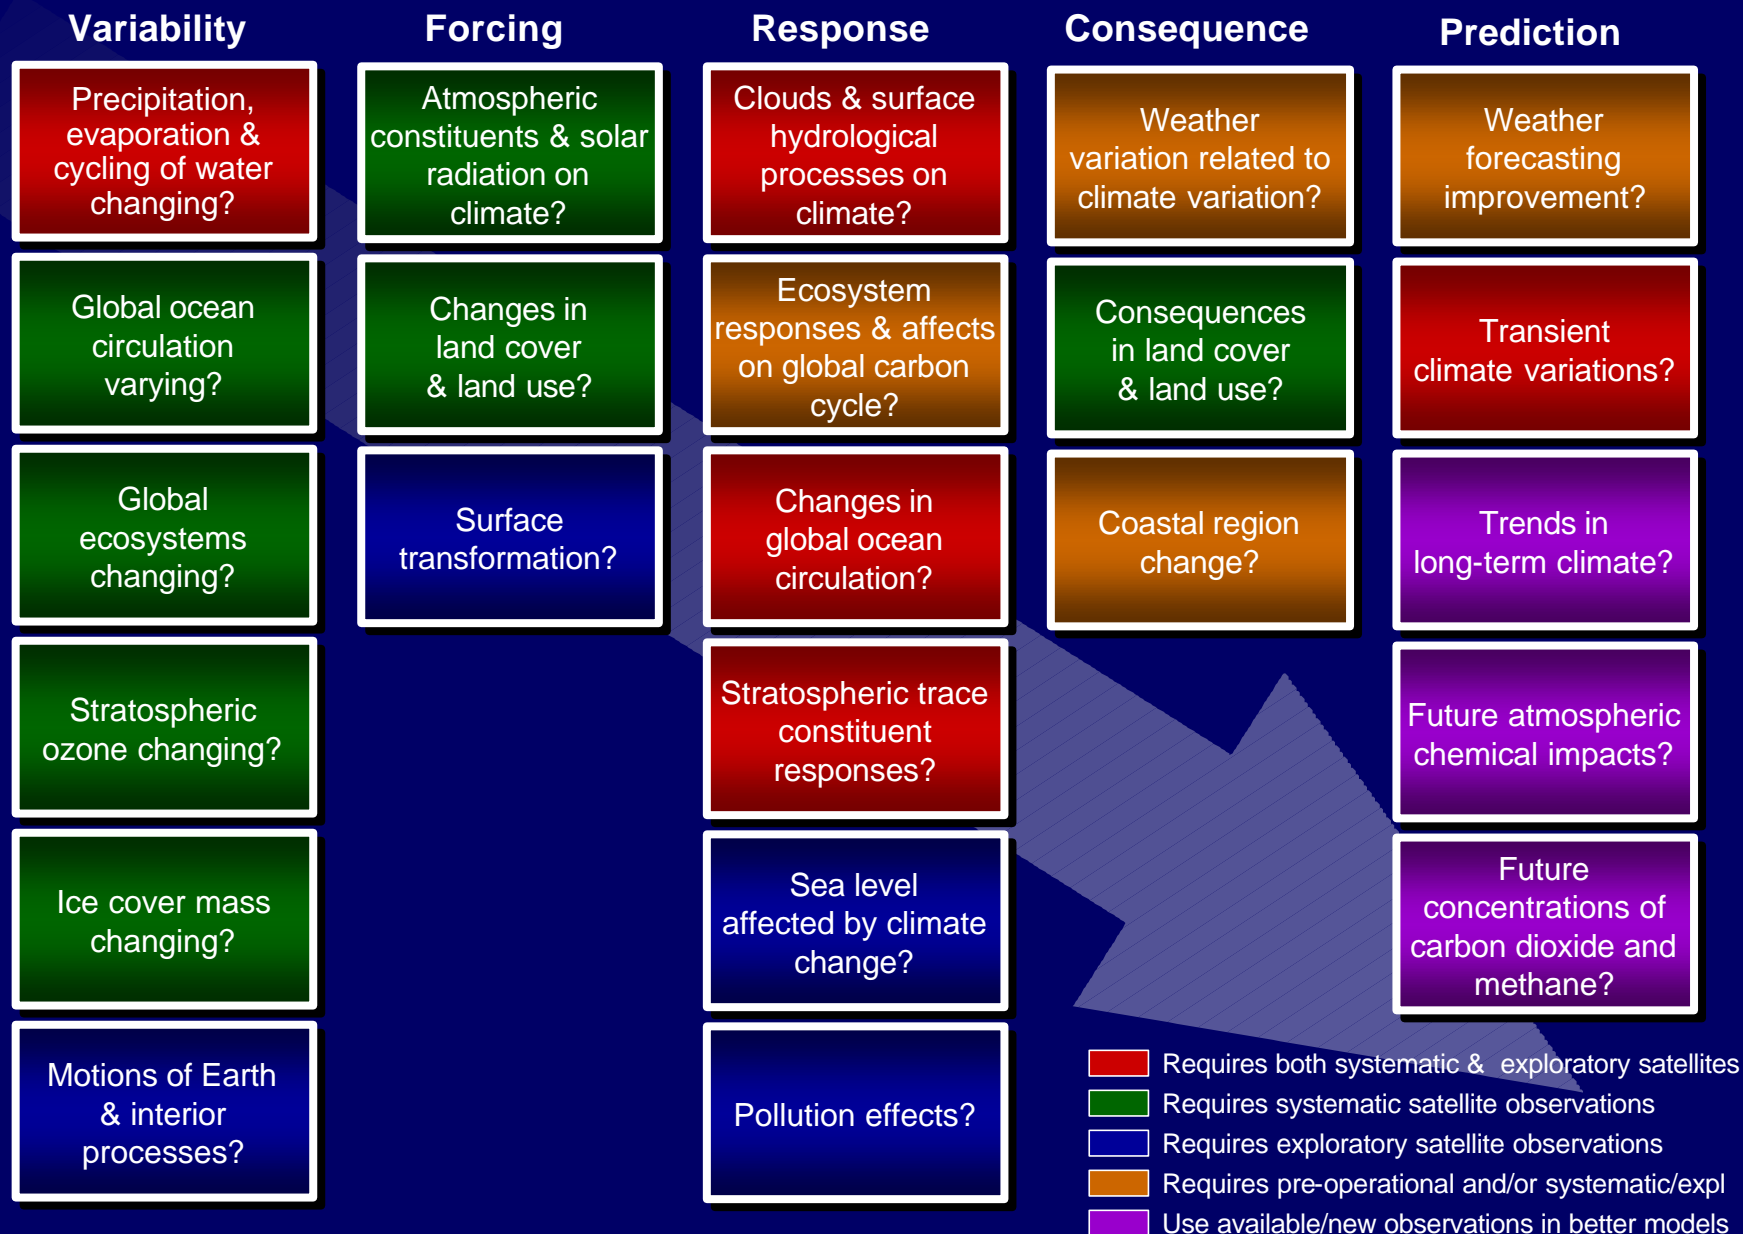 Variability
Precipitation,
evaporation &
cycling of water
changing?
Global ocean
circulation
varying?
Global
ecosystems
changing?
Stratospheric
ozone changing?
Ice cover mass
changing?
Motions of Earth
& interior
processes?
Forcing
Atmospheric
constituents & solar
radiation on
climate?
Changes in
land cover
& land use?
Surface
transformation?
Response
Clouds & surface
hydrological
processes on
climate?
Ecosystem
responses & affects
on global carbon
cycle?
Changes in
global ocean
circulation?
Stratospheric trace
constituent
responses?
Sea level
affected by climate
change?
Pollution effects?
Consequence
Weather
variation related to
climate variation?
Consequences
in land cover
& land use?
Coastal region
change?
Prediction
Weather
forecasting
improvement?
Transient
climate variations?
Trends in
long-term climate?
Future atmospheric
chemical impacts?
Future
concentrations of
carbon dioxide and
methane?
Requires both systematic & exploratory satellites
Requires systematic satellite observations
Requires exploratory satellite observations
Requires pre-operational and/or systematic/expl
Use available/new observations in better models